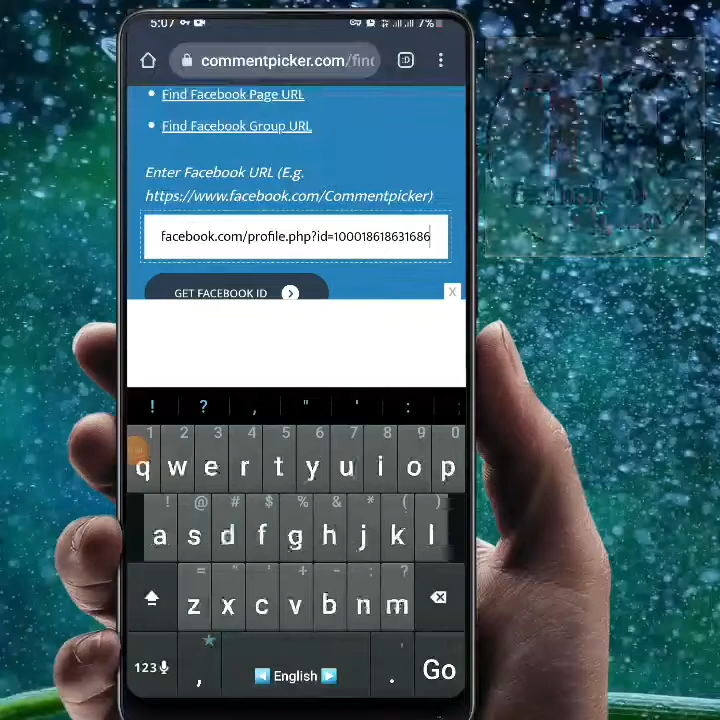 5:07
7%
commentpicker.com/find
Find Facebook Page URL
Find Facebook Group URL
Enter Facebook URL (E.g.
https://www.facebook.com/Commentpicker)
facebook.com/profile.php?id=100018618631686
GET FACEBOOK ID
X
! ? , " ' : ;
1 2 3 4 5 6 7 8 9 0
q w e r t y u i o p
! @ # $ % & * ( )
a s d f g h j k l
= " ' + - : ?
z x c v b n m
123 , English . Go